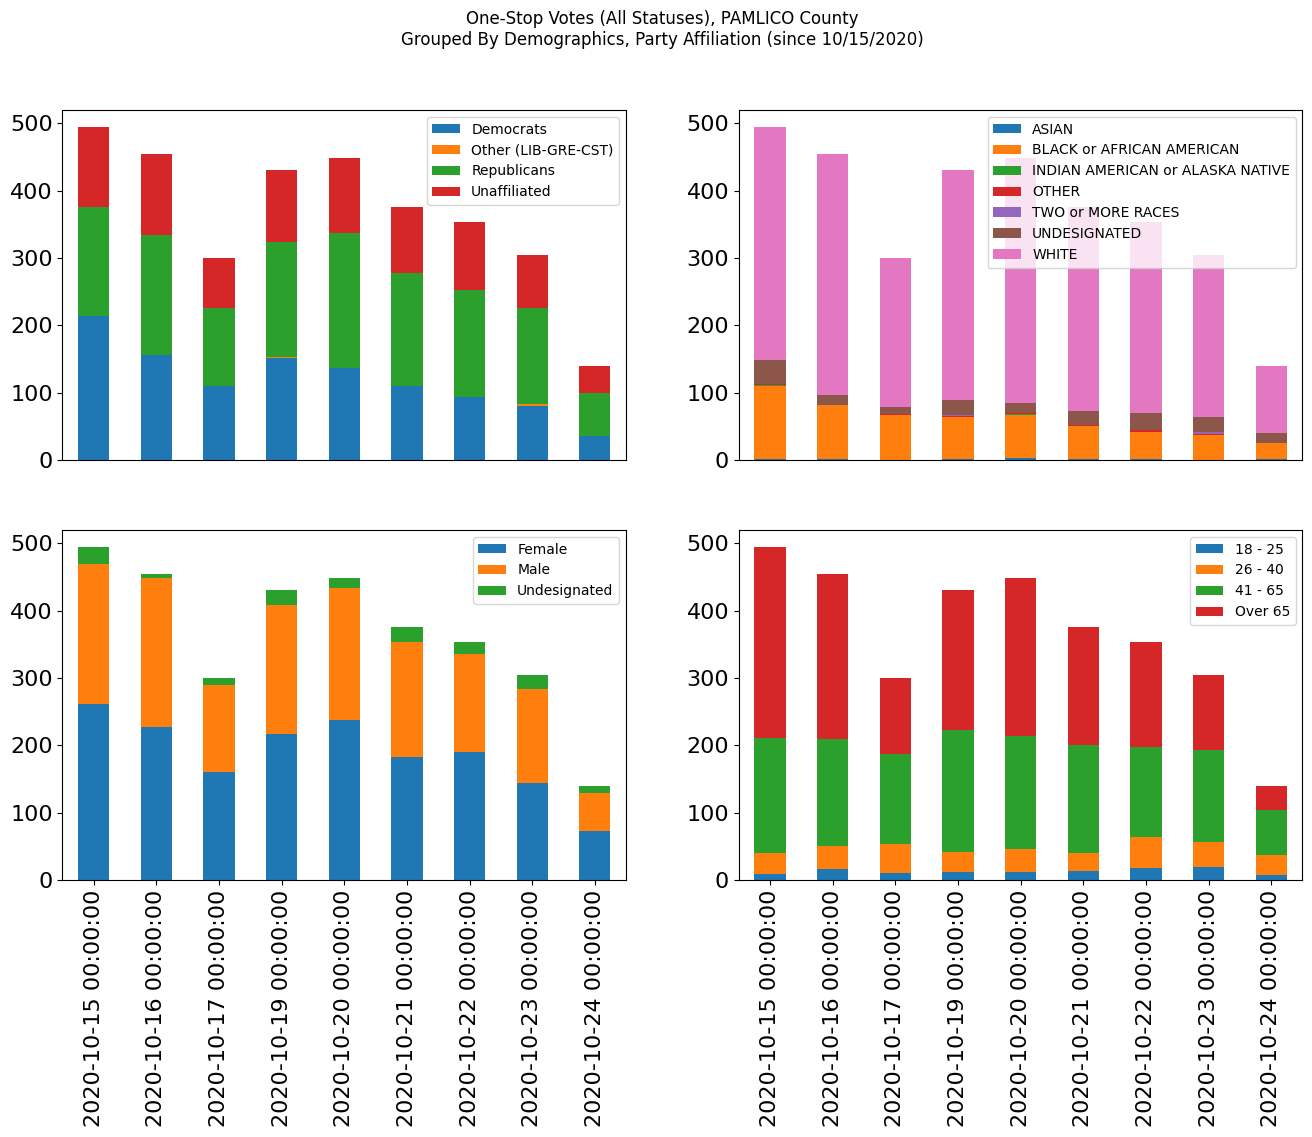 One-Stop Votes (All Statuses), PAMLICO County
Grouped By Demographics, Party Affiliation (since 10/15/2020)
500
400
300
200
100
0
Democrats
Other (LIB-GRE-CST)
Republicans
Unaffiliated
500
400
300
200
100
0
ASIAN
BLACK or AFRICAN AMERICAN
INDIAN AMERICAN or ALASKA NATIVE
OTHER
TWO or MORE RACES
UNDESIGNATED
WHITE
500
400
300
200
100
0
Female
Male
Undesignated
2020-10-15 00:00:00
2020-10-16 00:00:00
2020-10-17 00:00:00
2020-10-19 00:00:00
2020-10-20 00:00:00
2020-10-21 00:00:00
2020-10-22 00:00:00
2020-10-23 00:00:00
2020-10-24 00:00:00
500
400
300
200
100
0
18 - 25
26 - 40
41 - 65
Over 65
2020-10-15 00:00:00
2020-10-16 00:00:00
2020-10-17 00:00:00
2020-10-19 00:00:00
2020-10-20 00:00:00
2020-10-21 00:00:00
2020-10-22 00:00:00
2020-10-23 00:00:00
2020-10-24 00:00:00